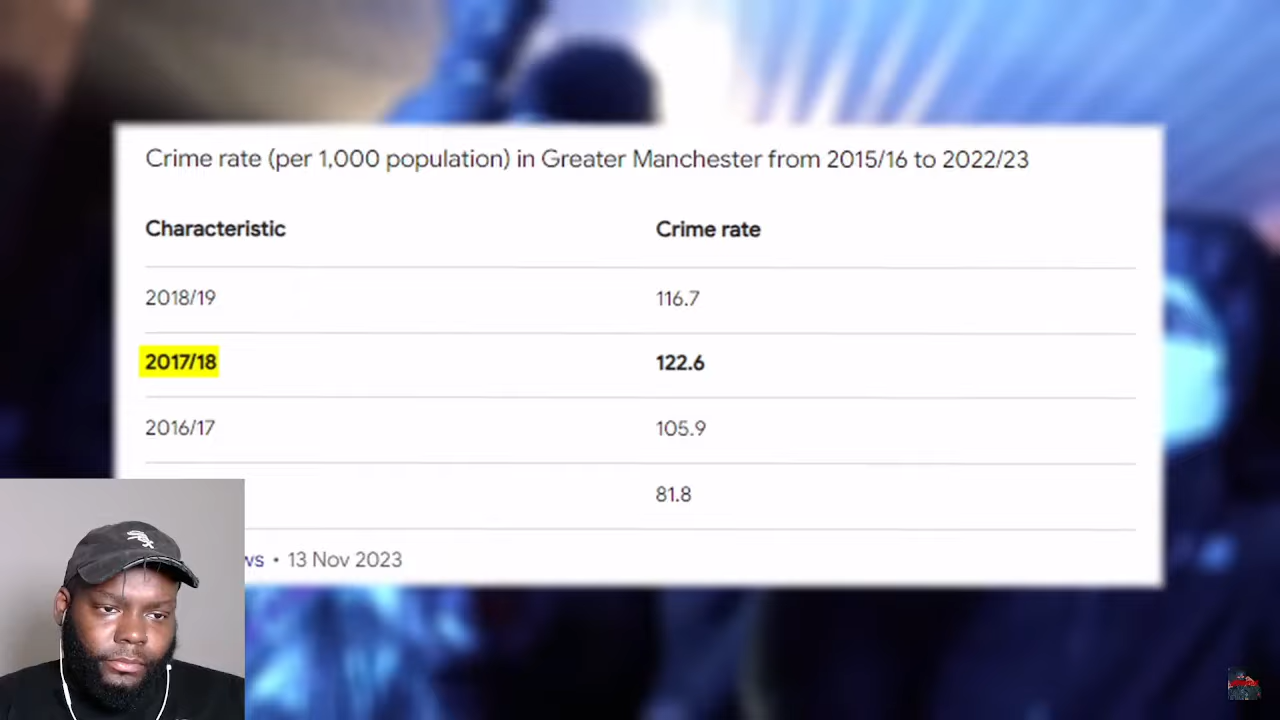 Crime rate (per 1,000 population) in Greater Manchester from 2015/16 to 2022/23
Characteristic Crime rate
2018/19 116.7
2017/18 122.6
2016/17 105.9
81.8
ws • 13 Nov 2023